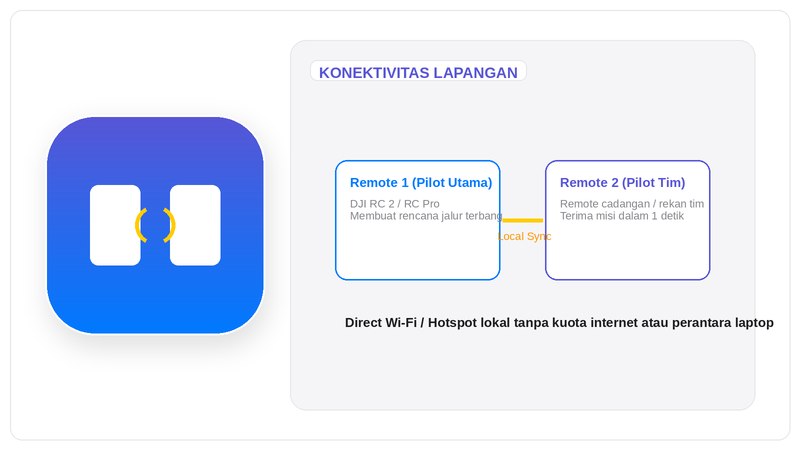 KONEKTIVITAS LAPANGAN
Remote 1 (Pilot Utama)
DJI RC 2 / RC Pro
Membuat rencana jalur terbang
Local Sync
Remote 2 (Pilot Tim)
Remote cadangan / rekan tim
Terima misi dalam 1 detik
Direct Wi-Fi / Hotspot lokal tanpa kuota internet atau perantara laptop